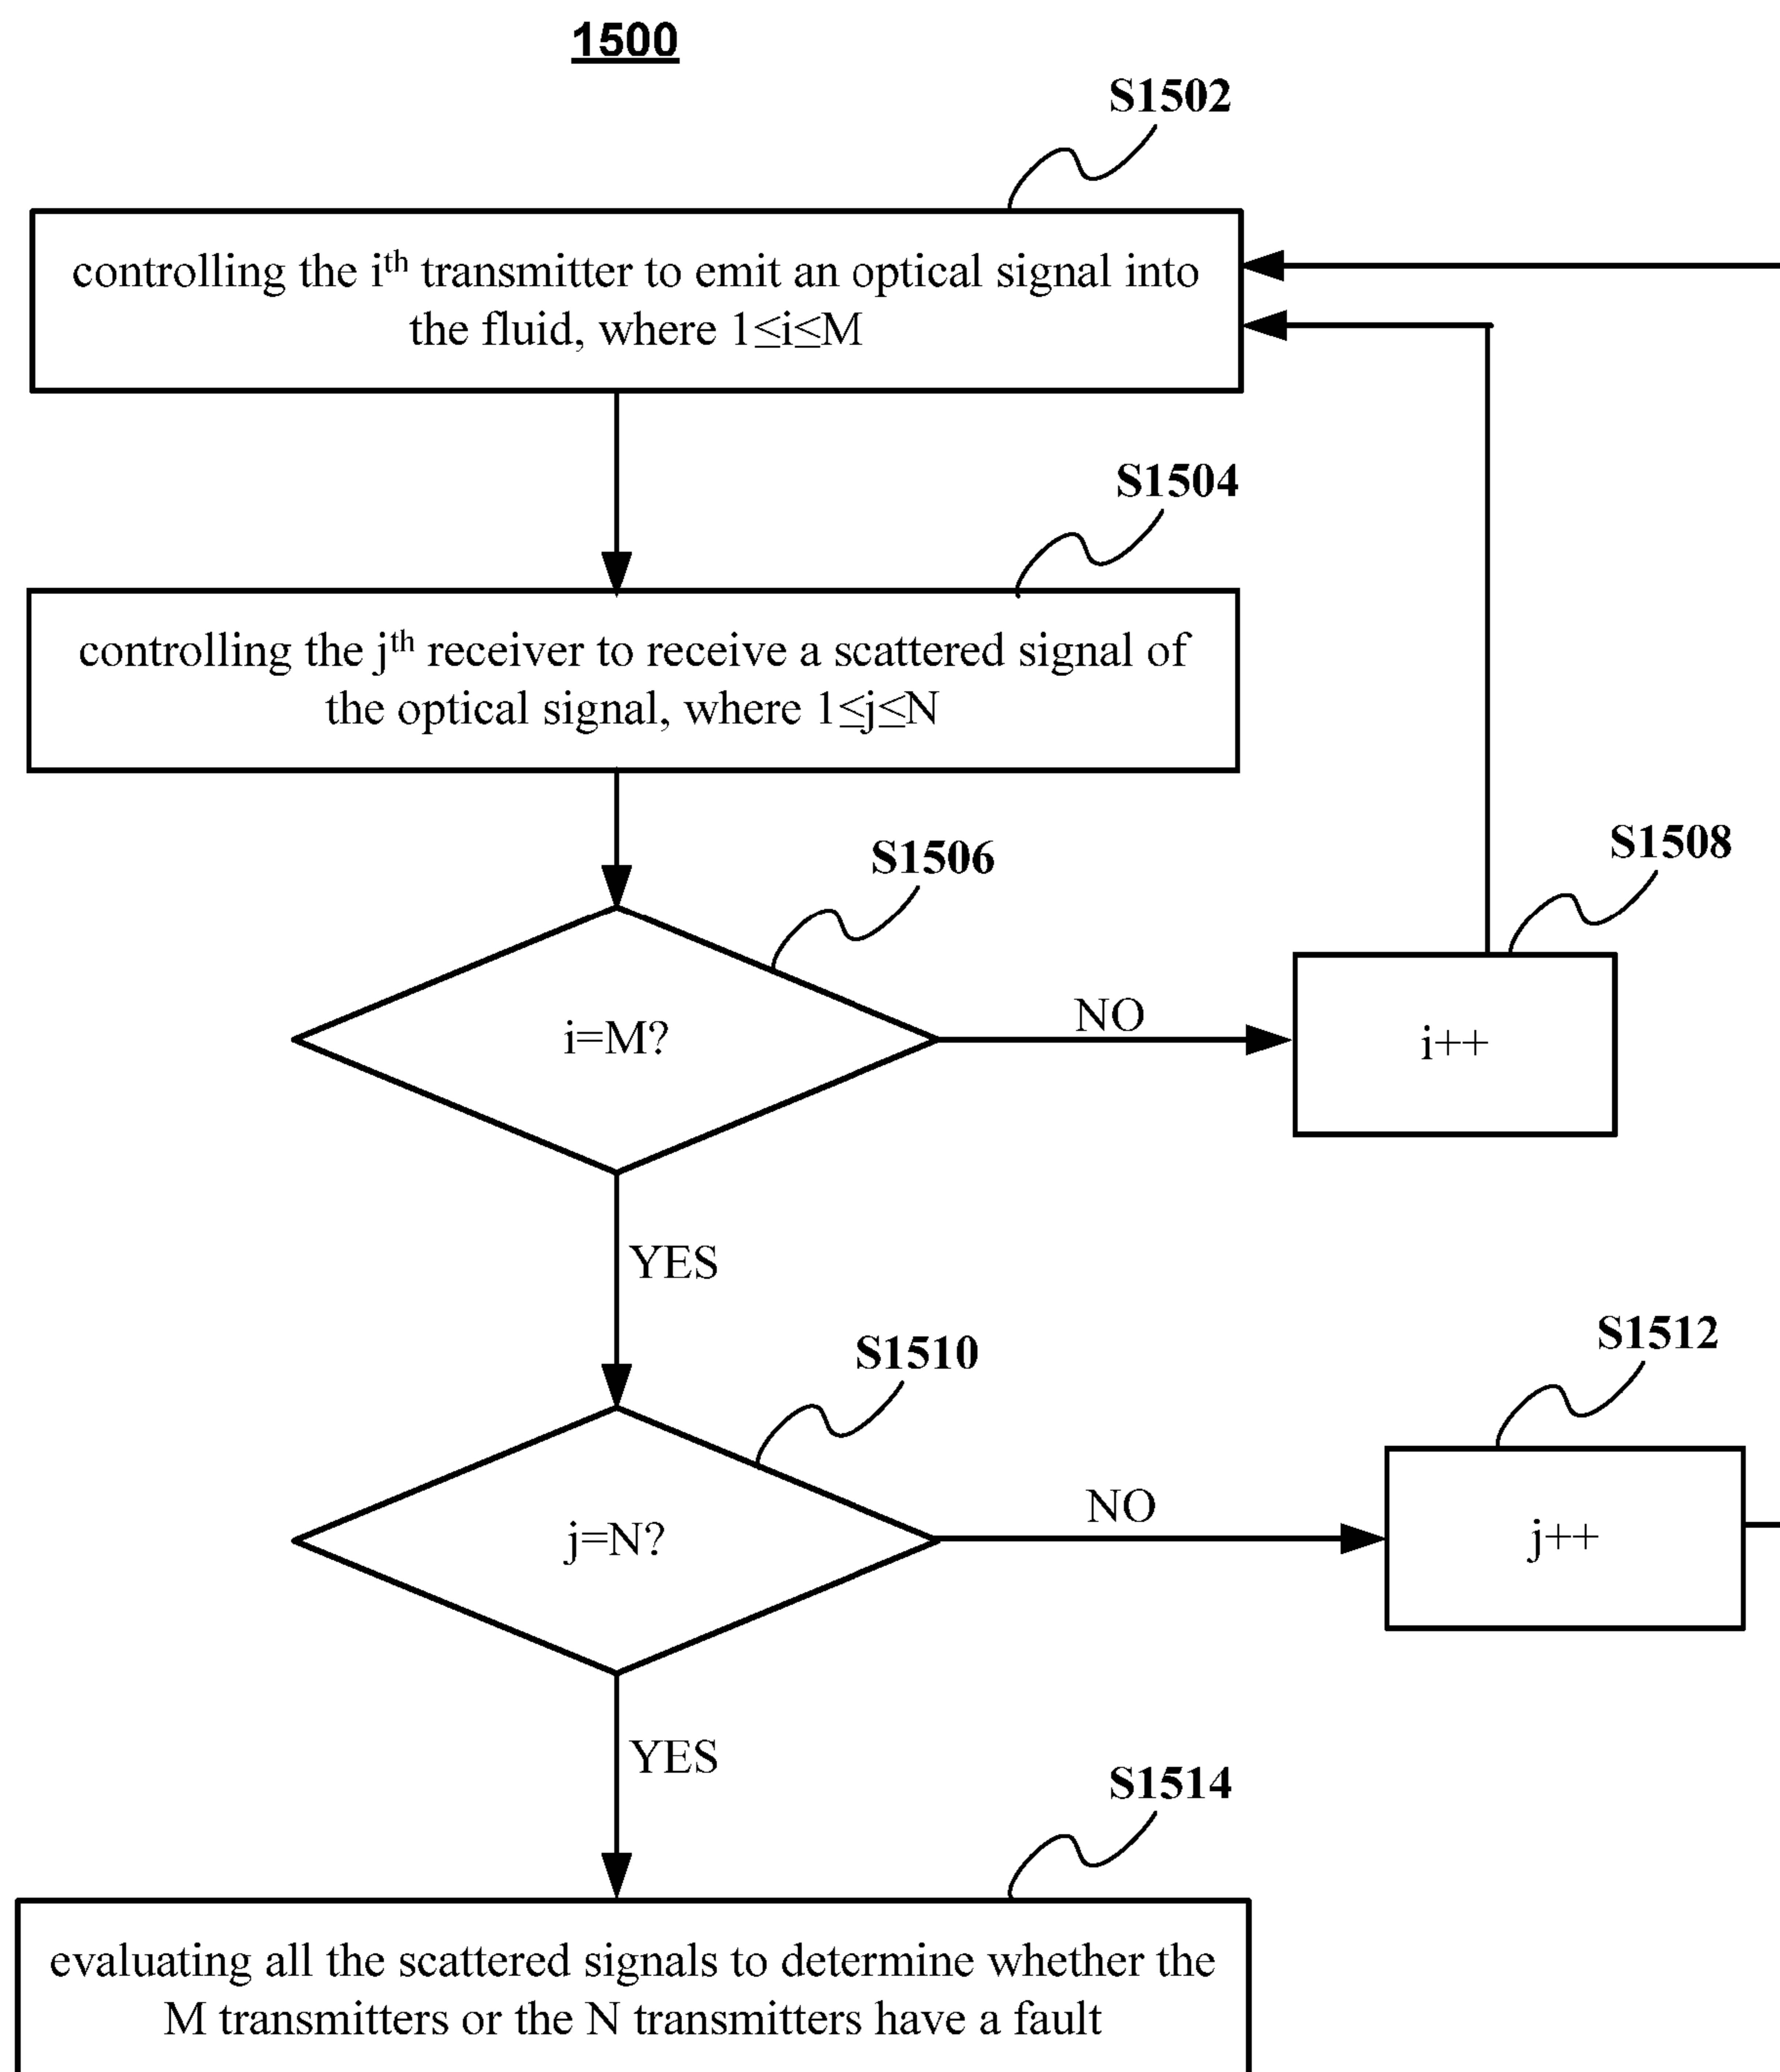 1500
S1502
controlling the ith transmitter to emit an optical signal into
the fluid, where 1≤i≤M
S1504
controlling the jth receiver to receive a scattered signal of
the optical signal, where 1≤j≤N
S1506
S1508
i=M?
NO
i++
YES
S1510
S1512
j=N?
NO
j++
YES
S1514
evaluating all the scattered signals to determine whether the
M transmitters or the N transmitters have a fault